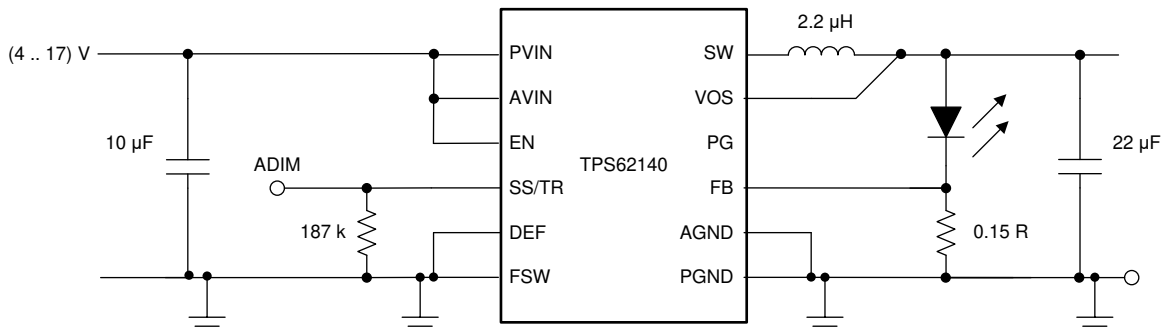 2.2 µH
(4 .. 17) V
PVIN
SW
AVIN
VOS
10 µF
EN
PG
22 µF
TPS62140
ADIM
SS/TR
FB
187 k
DEF
AGND
0.15 R
FSW
PGND